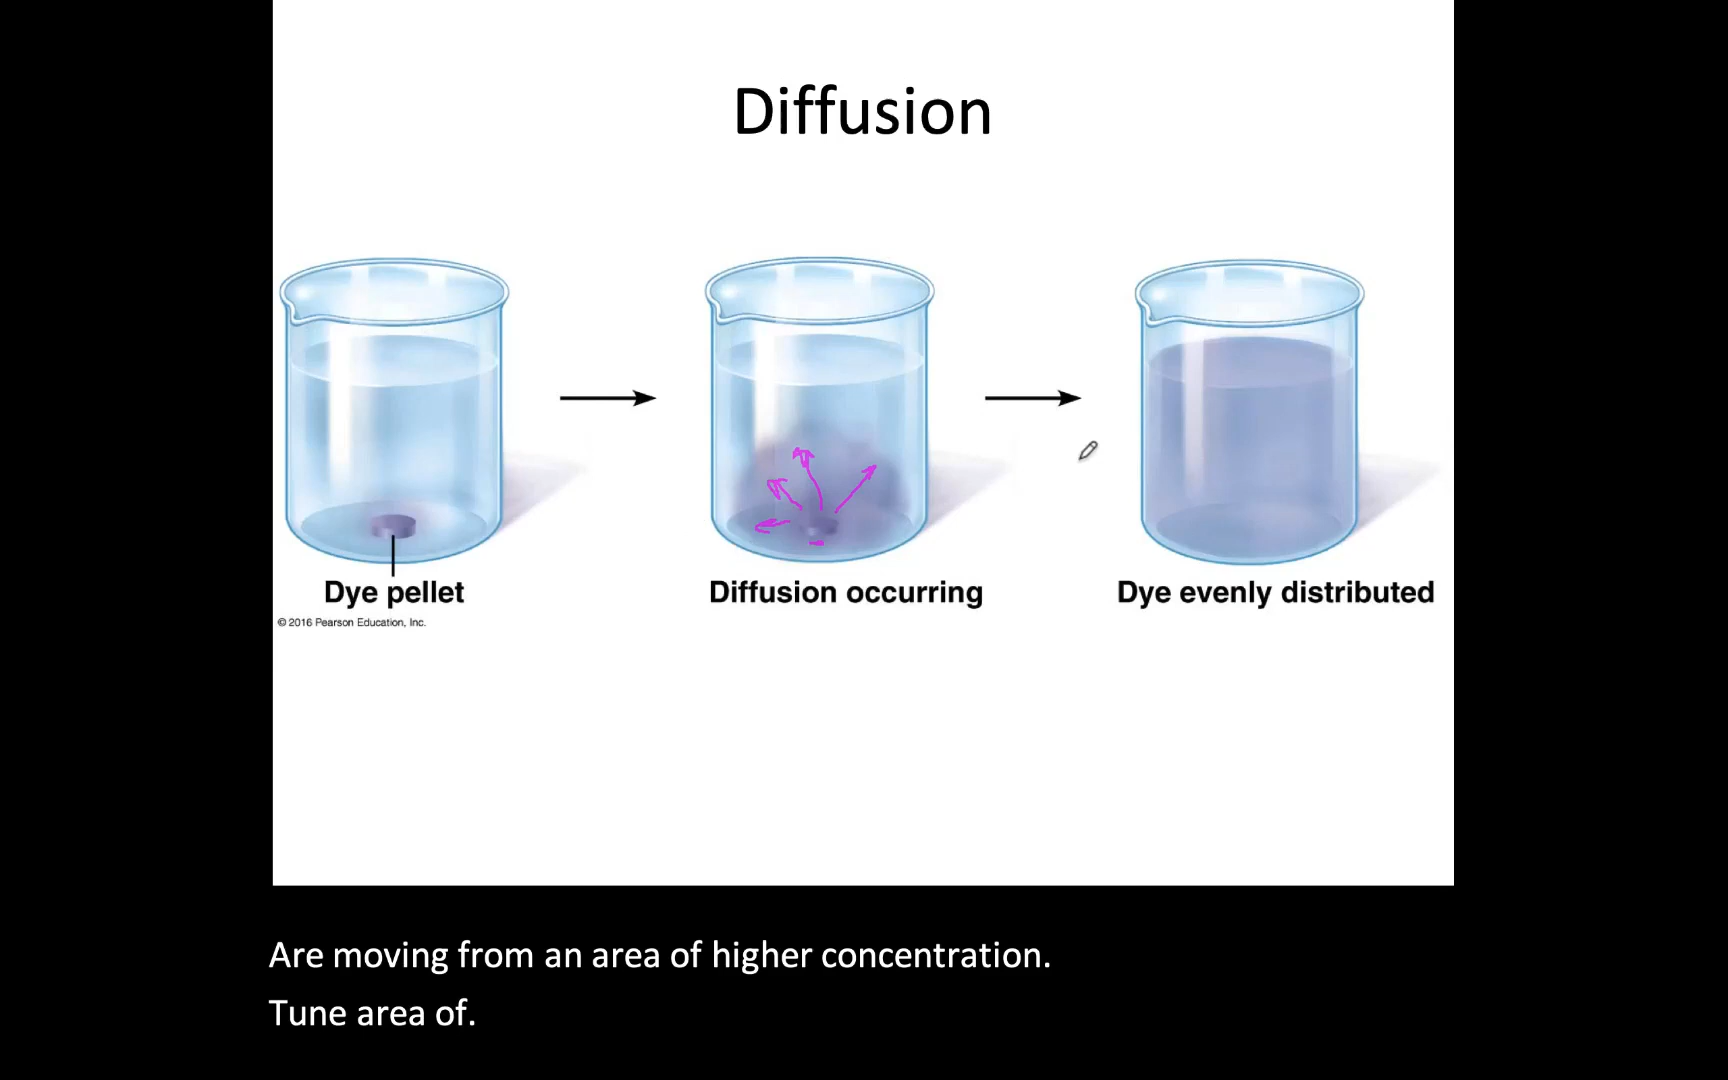 Diffusion
Dye pellet
Diffusion occurring
Dye evenly distributed
© 2016 Pearson Education, Inc.
Are moving from an area of higher concentration.
Tune area of.